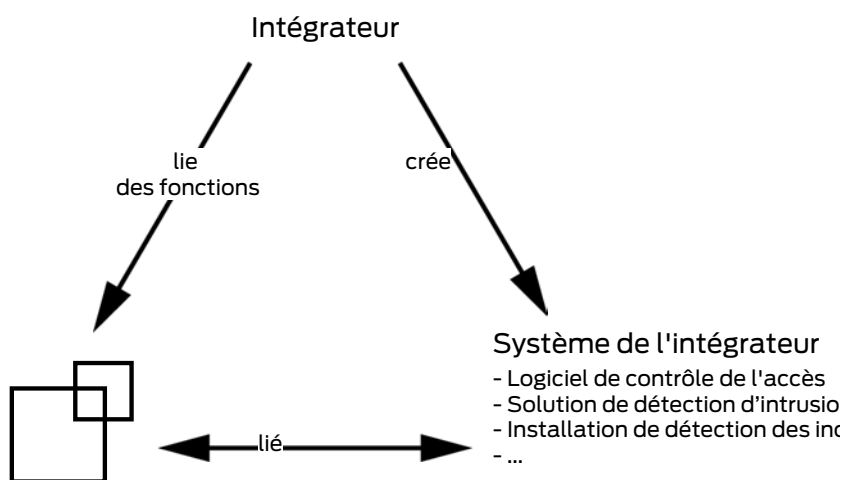 Intégrateur
lie
des fonctions
crée
Système de l'intégrateur
- Logiciel de contrôle de l'accès
- Solution de détection d’intrusio
- Installation de détection des inc
- ...
lié